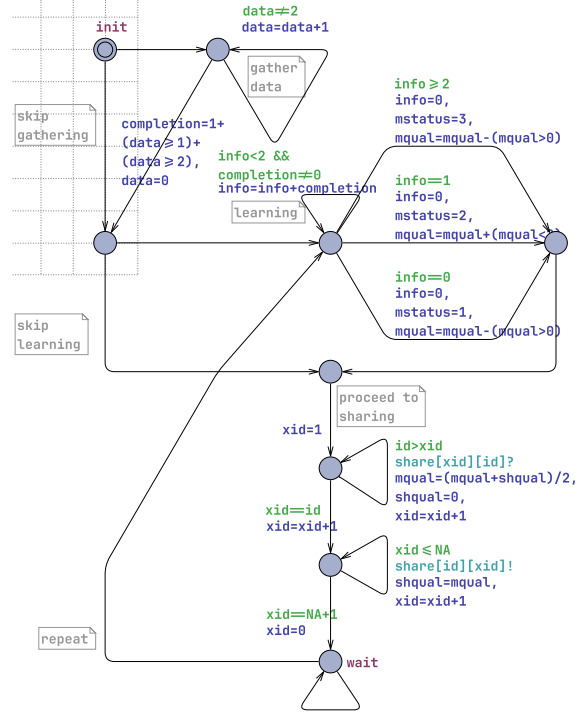 data≠2
data=data+1
init
gather
data
skip
gathering
completion=1+
(data⩾1)+
(data⩾2),
data=0
info<2 &&
completion≠0
info=info+completion
learning
info⩾2
info=0,
mstatus=3,
mqual=mqual-(mqual>0)
info==1
info=0,
mstatus=2,
mqual=mqual+(mqual<
info==0
info=0,
mstatus=1,
mqual=mqual-(mqual>0)
skip
learning
proceed to
sharing
xid=1
id>xid
share[xid][id]?
mqual=(mqual+shqual)/2,
shqual=0,
xid=xid+1
xid==id
xid=xid+1
xid⩽NA
share[id][xid]!
shqual=mqual,
xid=xid+1
xid==NA+1
xid=0
repeat
wait